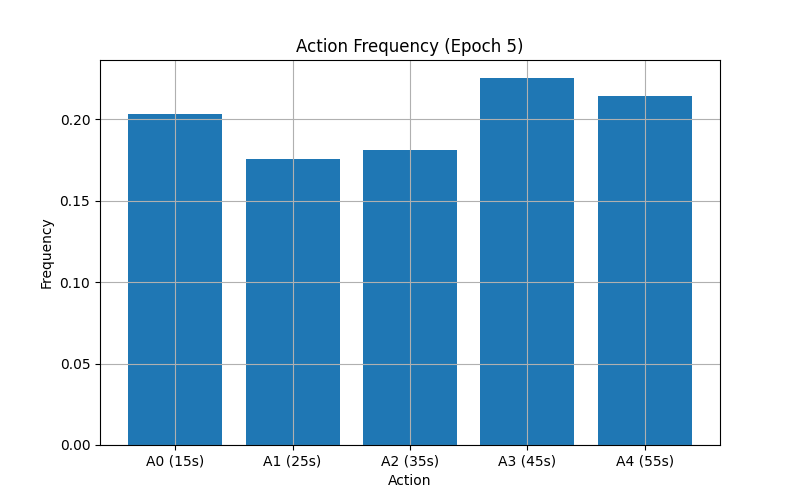 Action Frequency (Epoch 5)
Frequency
0.20
0.15
0.10
0.05
0.00
A0 (15s) A1 (25s) A2 (35s) A3 (45s) A4 (55s)
Action